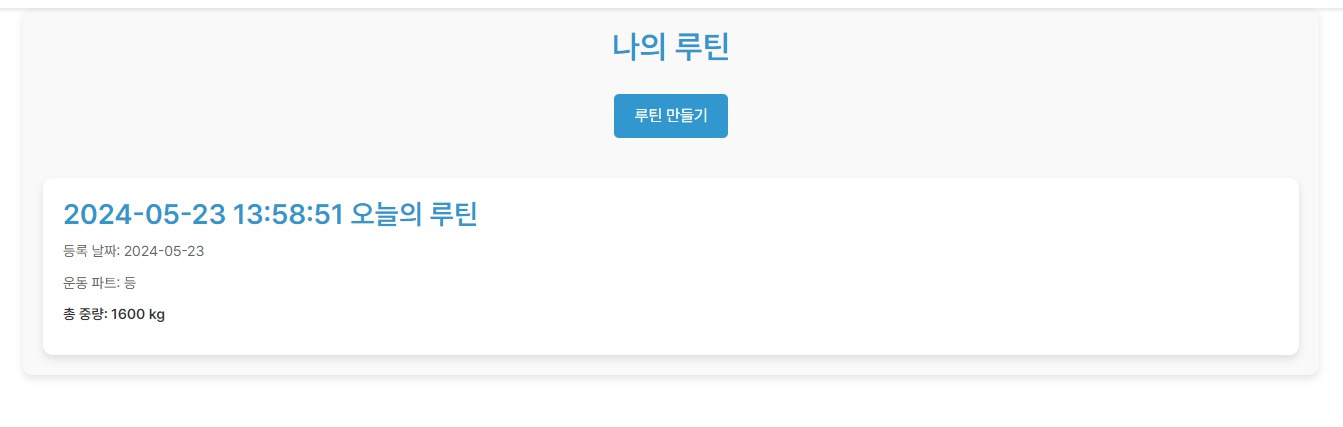 나의 루틴
루틴 만들기
2024-05-23 13:58:51 오늘의 루틴
등록 날짜: 2024-05-23
운동 파트: 등
총 중량: 1600 kg